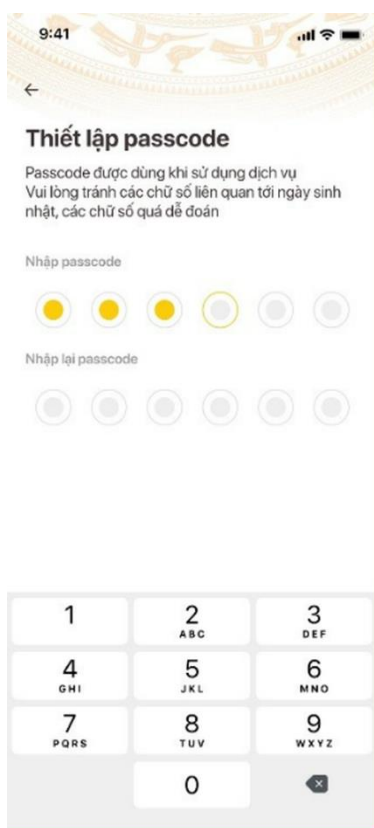 9:41
Thiết lập passcode
Passcode được dùng khi sử dụng dịch vụ
Vui lòng tránh các chữ số liên quan tới ngày sinh
nhật, các chữ số quá dễ đoán
Nhập passcode
Nhập lại passcode
1 2 3
ABC DEF
4 5 6
GHI JKL MNO
7 8 9
PQRS TUV WXYZ
0